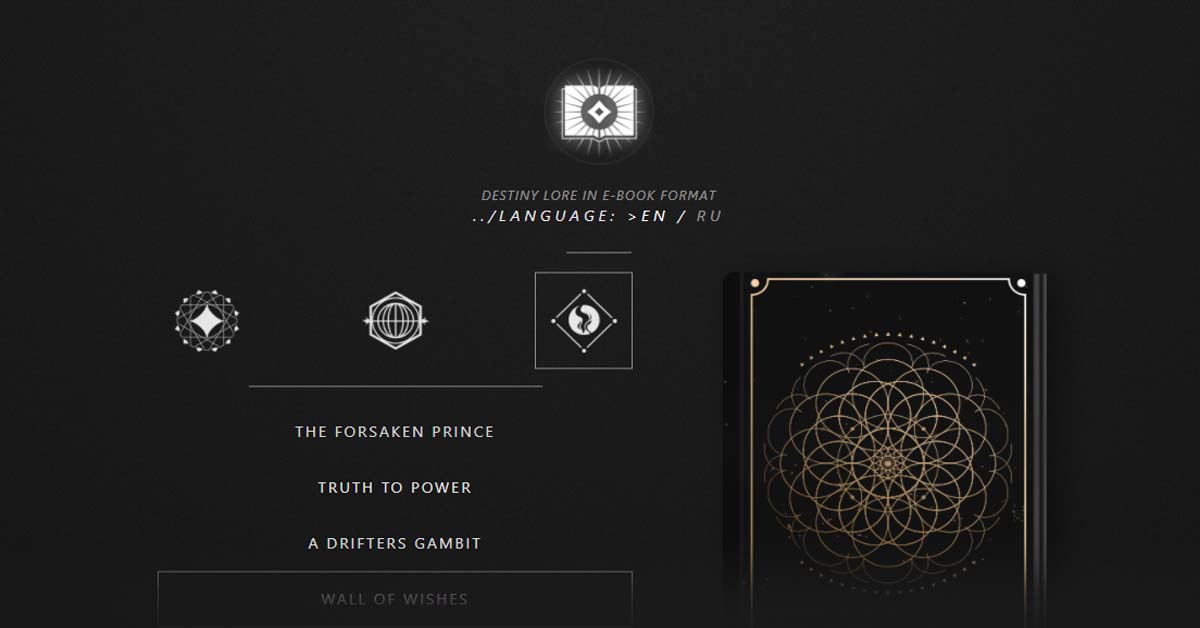 DESTINY LORE IN E-BOOK FORMAT
../LANGUAGE: >EN / RU
THE FORSAKEN PRINCE
TRUTH TO POWER
A DRIFTERS GAMBIT
WALL OF WISHES